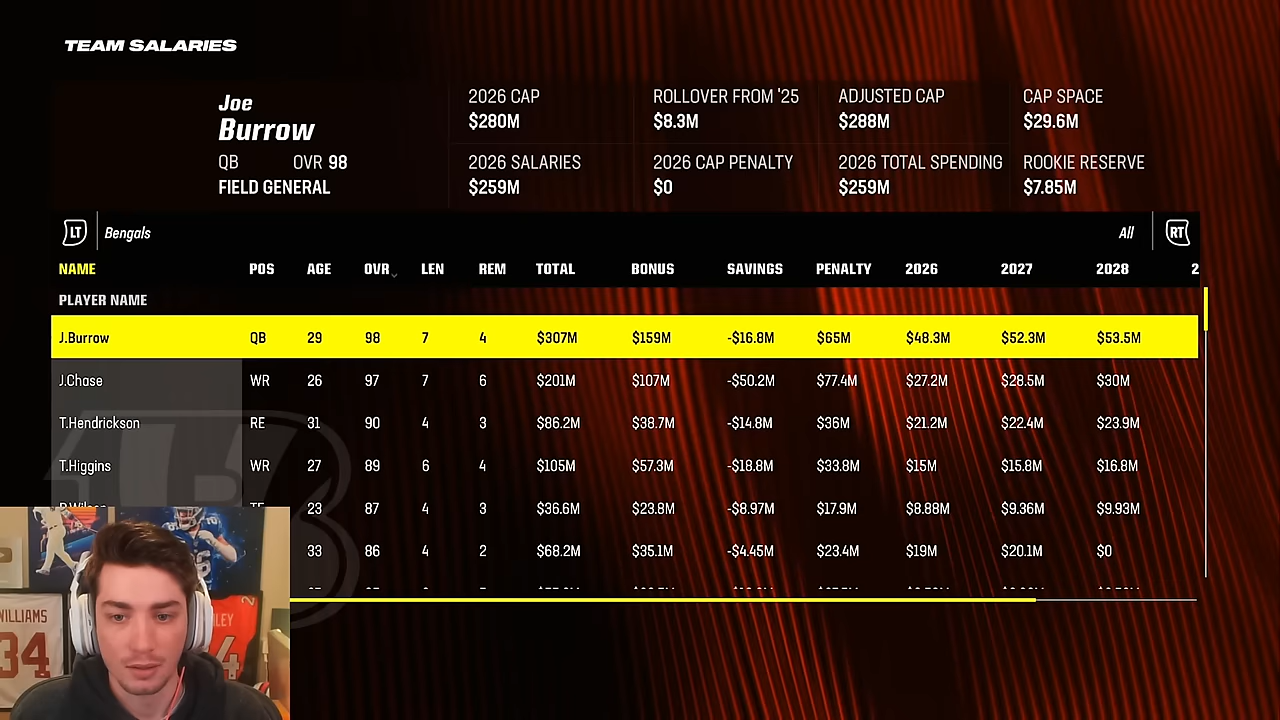 TEAM SALARIES
Joe
Burrow
QB OVR 98
FIELD GENERAL
2026 CAP ROLLOVER FROM '25 ADJUSTED CAP CAP SPACE
$280M $8.3M $288M $29.6M
2026 SALARIES 2026 CAP PENALTY 2026 TOTAL SPENDING ROOKIE RESERVE
$259M $0 $259M $7.85M
LT Bengals All RT
NAME POS AGE OVR LEN REM TOTAL BONUS SAVINGS PENALTY 2026 2027 2028 2
PLAYER NAME
J.Burrow QB 29 98 7 4 $307M $159M -$16.8M $65M $48.3M $52.3M $53.5M
J.Chase WR 26 97 7 6 $201M $107M -$50.2M $77.4M $27.2M $28.5M $30M
T.Hendrickson RE 31 90 4 3 $86.2M $38.7M -$14.8M $36M $21.2M $22.4M $23.9M
T.Higgins WR 27 89 6 4 $105M $57.3M -$18.8M $33.8M $15M $15.8M $16.8M
23 87 4 3 $36.6M $23.8M -$8.97M $17.9M $8.88M $9.36M $9.93M
33 86 4 2 $68.2M $35.1M -$4.45M $23.4M $19M $20.1M $0
WILLIAMS
34